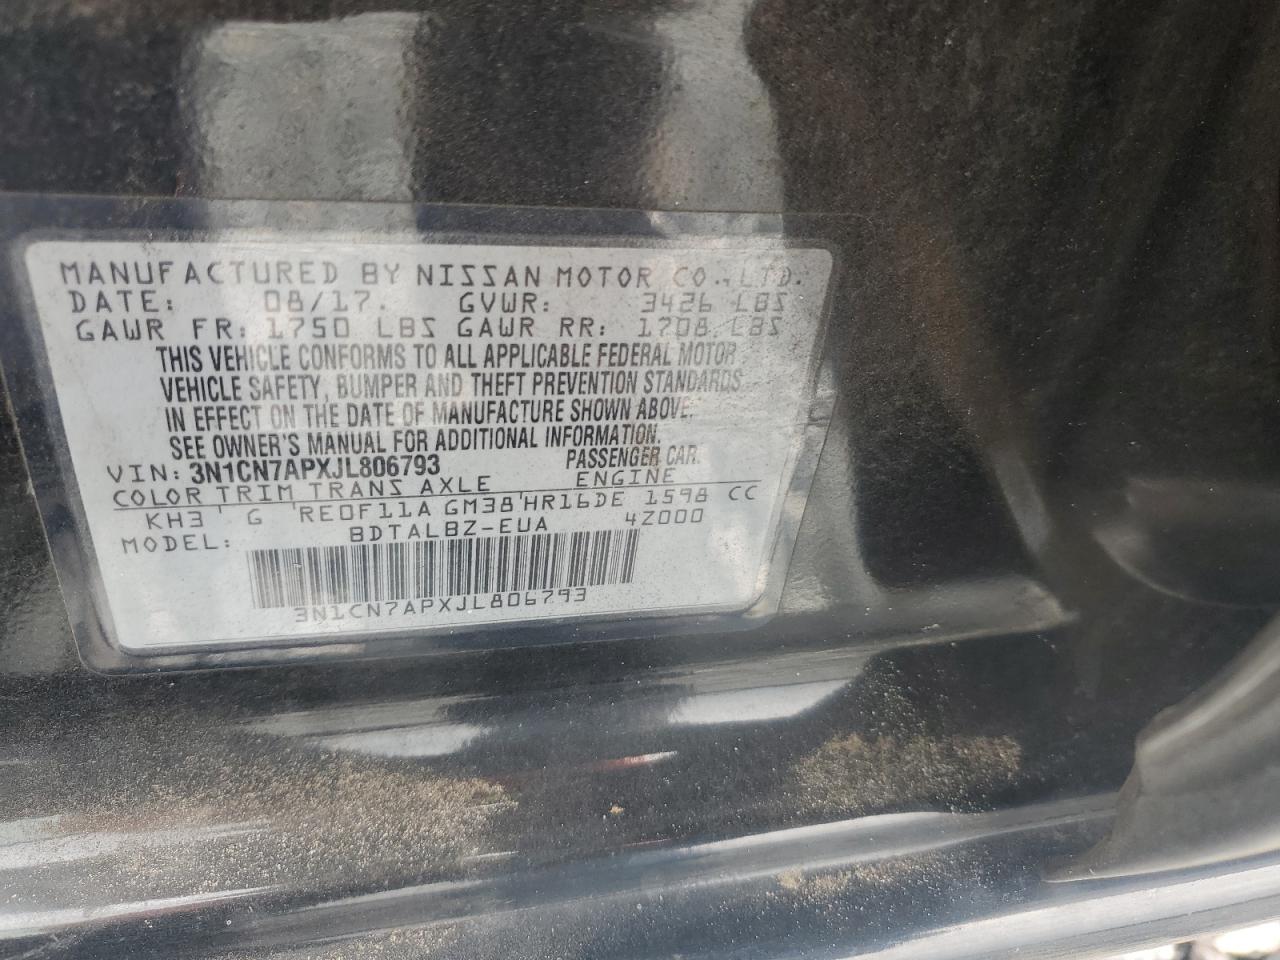 MANUFACTURED BY NISSAN MOTOR CO., LTD.
DATE: 08/17. GVWR: 3426 LBS
GAWR FR: 1750 LBS GAWR RR: 1708 LBS
THIS VEHICLE CONFORMS TO ALL APPLICABLE FEDERAL MOTOR
VEHICLE SAFETY, BUMPER AND THEFT PREVENTION STANDARDS
IN EFFECT ON THE DATE OF MANUFACTURE SHOWN ABOVE.
SEE OWNER'S MANUAL FOR ADDITIONAL INFORMATION.
VIN: 3N1CN7APXJL806793 PASSENGER CAR.
COLOR TRIM TRANS AXLE ENGINE
KH3 G RE0F11A GM38 HR16DE 1598 CC
MODEL: BDTALBZ-EUA 4Z000
3N1CN7APXJL806793